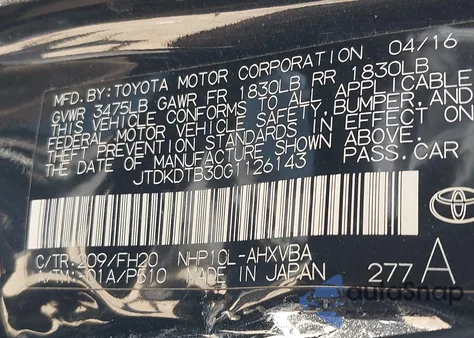 MFD.BY:TOYOTA MOTOR CORPORATION 04/16
GVWR 3475LB GAWR FR 1830LB RR 1830LB
THIS VEHICLE CONFORMS TO ALL APPLICABLE
FEDERAL MOTOR VEHICLE SAFETY,BUMPER,AND
THEFT PREVENTION STANDARDS IN EFFECT ON
THE DATE OF MANUFACTURE SHOWN ABOVE.
JTDKDTB30G1126143 PASS.CAR
C/TR:209/FH20 NHP10L-AHXVBA
A/TM:-01A/P510 MADE IN JAPAN 277 A
AutoSnap